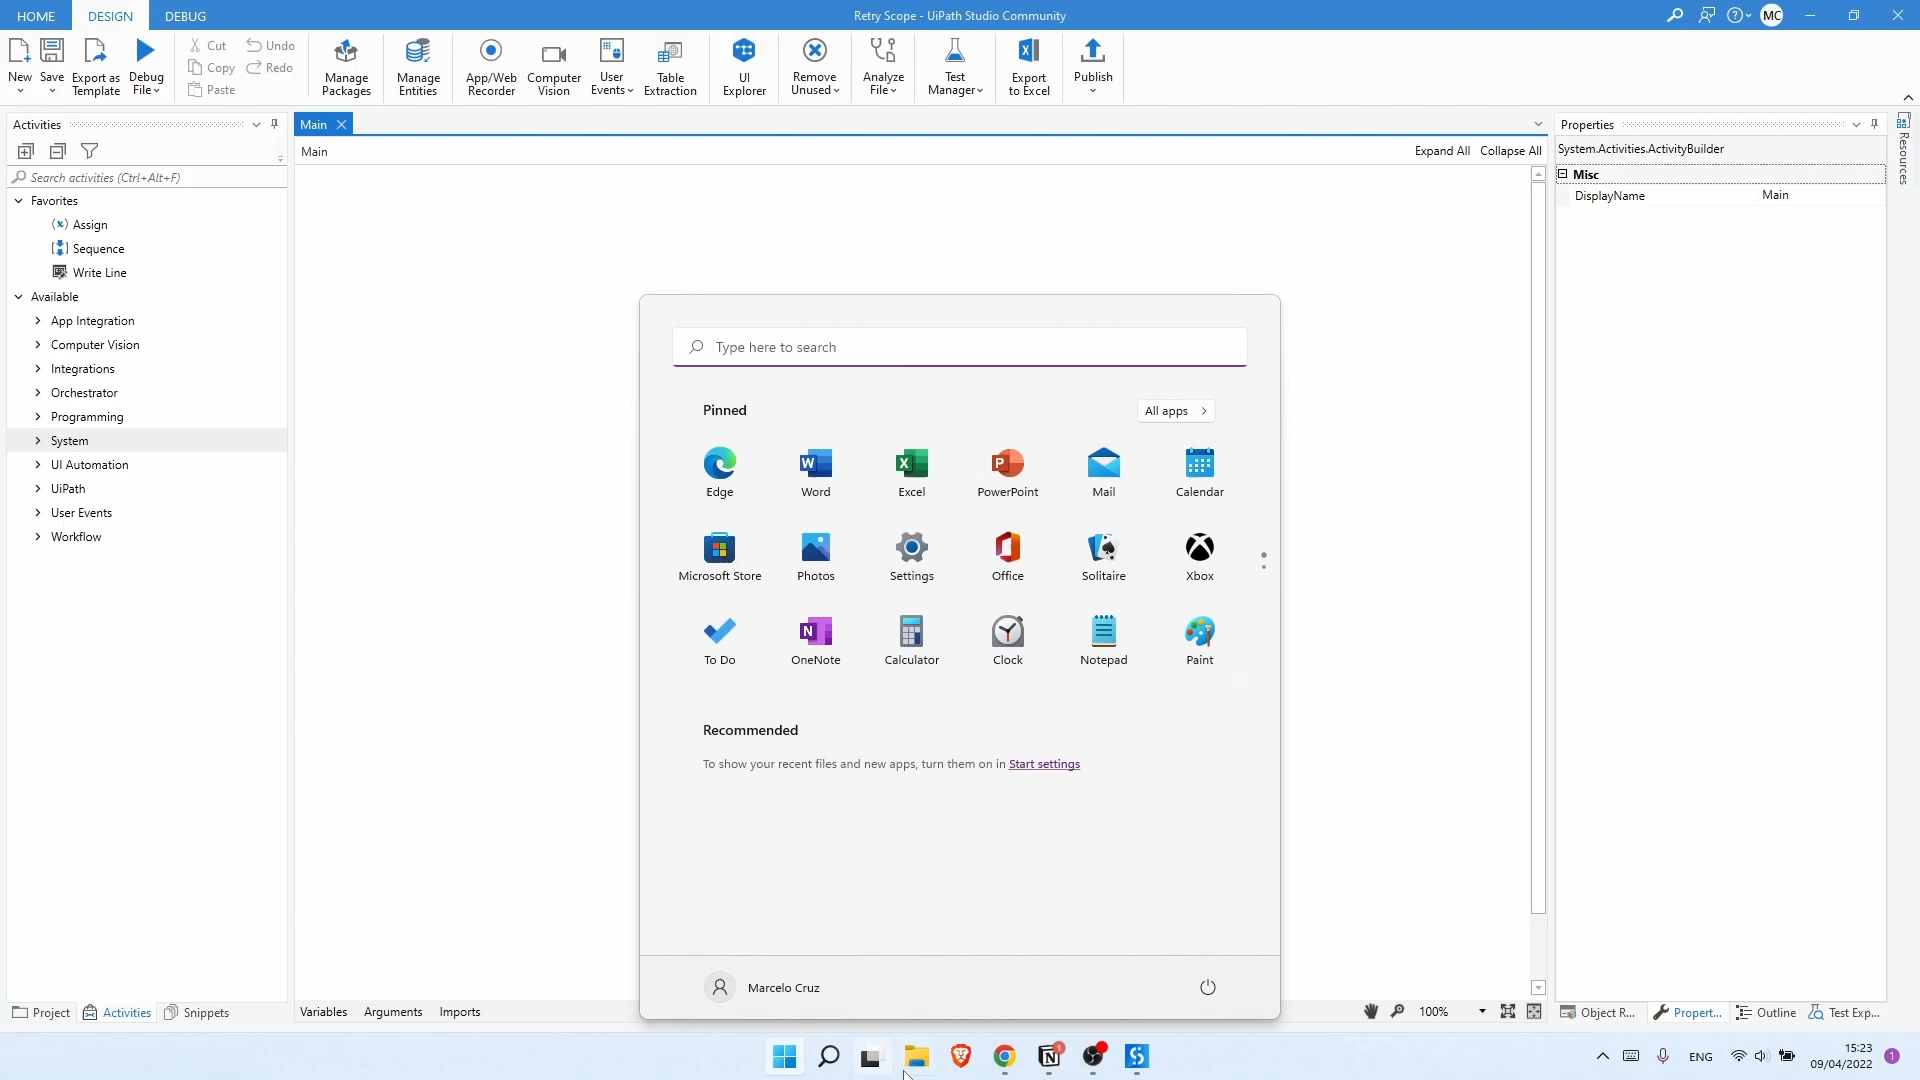 HOME
DESIGN
DEBUG
Retry Scope - UiPath Studio Community
MC
New
Save
Export as
Template
Debug
File
Cut
Copy
Paste
Undo
Redo
Manage
Packages
Manage
Entities
App/Web
Recorder
Computer
Vision
User
Events
Table
Extraction
UI
Explorer
Remove
Unused
Analyze
File
Test
Manager
Export
to Excel
Publish
Activities
Search activities (Ctrl+Alt+F)
Favorites
Assign
Sequence
Write Line
Available
App Integration
Computer Vision
Integrations
Orchestrator
Programming
System
UI Automation
UiPath
User Events
Workflow
Main
Main
Expand All
Collapse All
Type here to search
Pinned
All apps
Edge
Word
Excel
PowerPoint
Mail
Calendar
Microsoft Store
Photos
Settings
Office
Solitaire
Xbox
To Do
OneNote
Calculator
Clock
Notepad
Paint
Recommended
To show your recent files and new apps, turn them on in Start settings
Marcelo Cruz
Properties
System.Activities.ActivityBuilder
Misc
DisplayName
Main
Resources
Project
Activities
Snippets
Variables
Arguments
Imports
100%
Object R...
Propert...
Outline
Test Exp...
1
ENG
15:23
09/04/2022
1